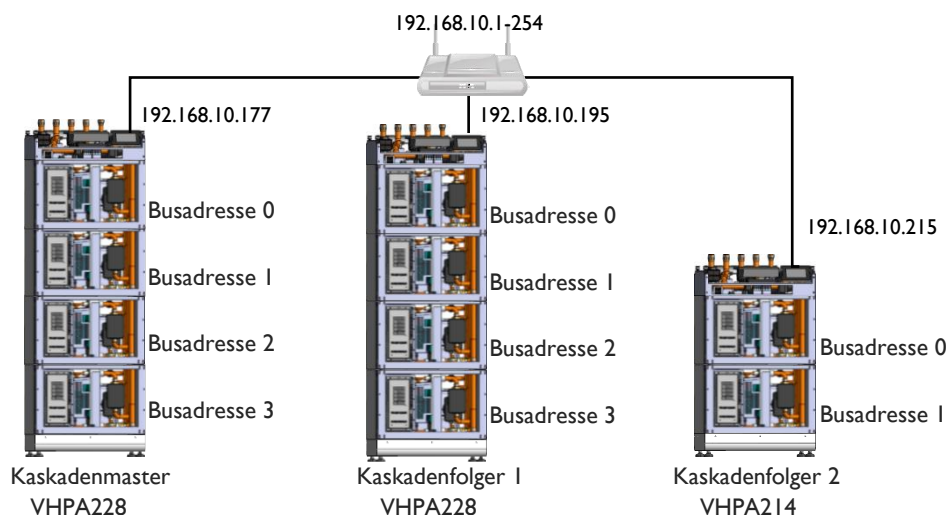 192.168.10.1-254
192.168.10.177
192.168.10.195
192.168.10.215
Busadresse 0
Busadresse 1
Busadresse 2
Busadresse 3
Kaskadenmaster
VHPA228
Busadresse 0
Busadresse 1
Busadresse 2
Busadresse 3
Kaskadenfolger 1
VHPA228
Busadresse 0
Busadresse 1
Kaskadenfolger 2
VHPA214